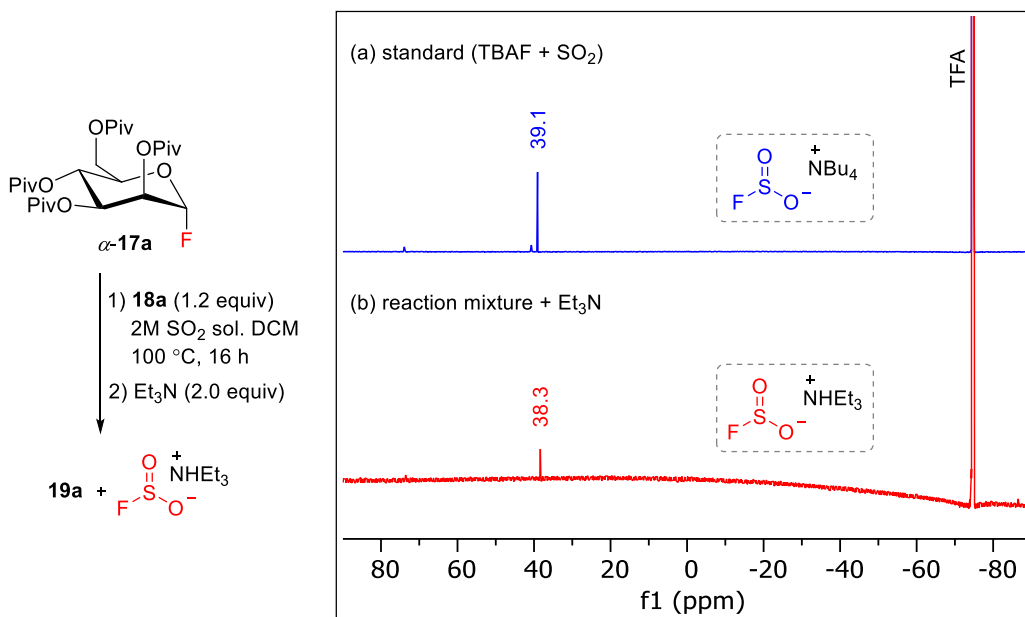 OPiv
OPiv
O
PivO
PivO
F
α-17a
1) 18a (1.2 equiv)
2M SO2 sol. DCM
100 °C, 16 h
2) Et3N (2.0 equiv)
19a +
O
+
NHEt3
S
F
O−
(a) standard (TBAF + SO2)
39.1
TFA
O
+
NBu4
S
F
O−
(b) reaction mixture + Et3N
38.3
O
+
NHEt3
S
F
O−
80 60 40 20 0 -20 -40 -60 -80
f1 (ppm)